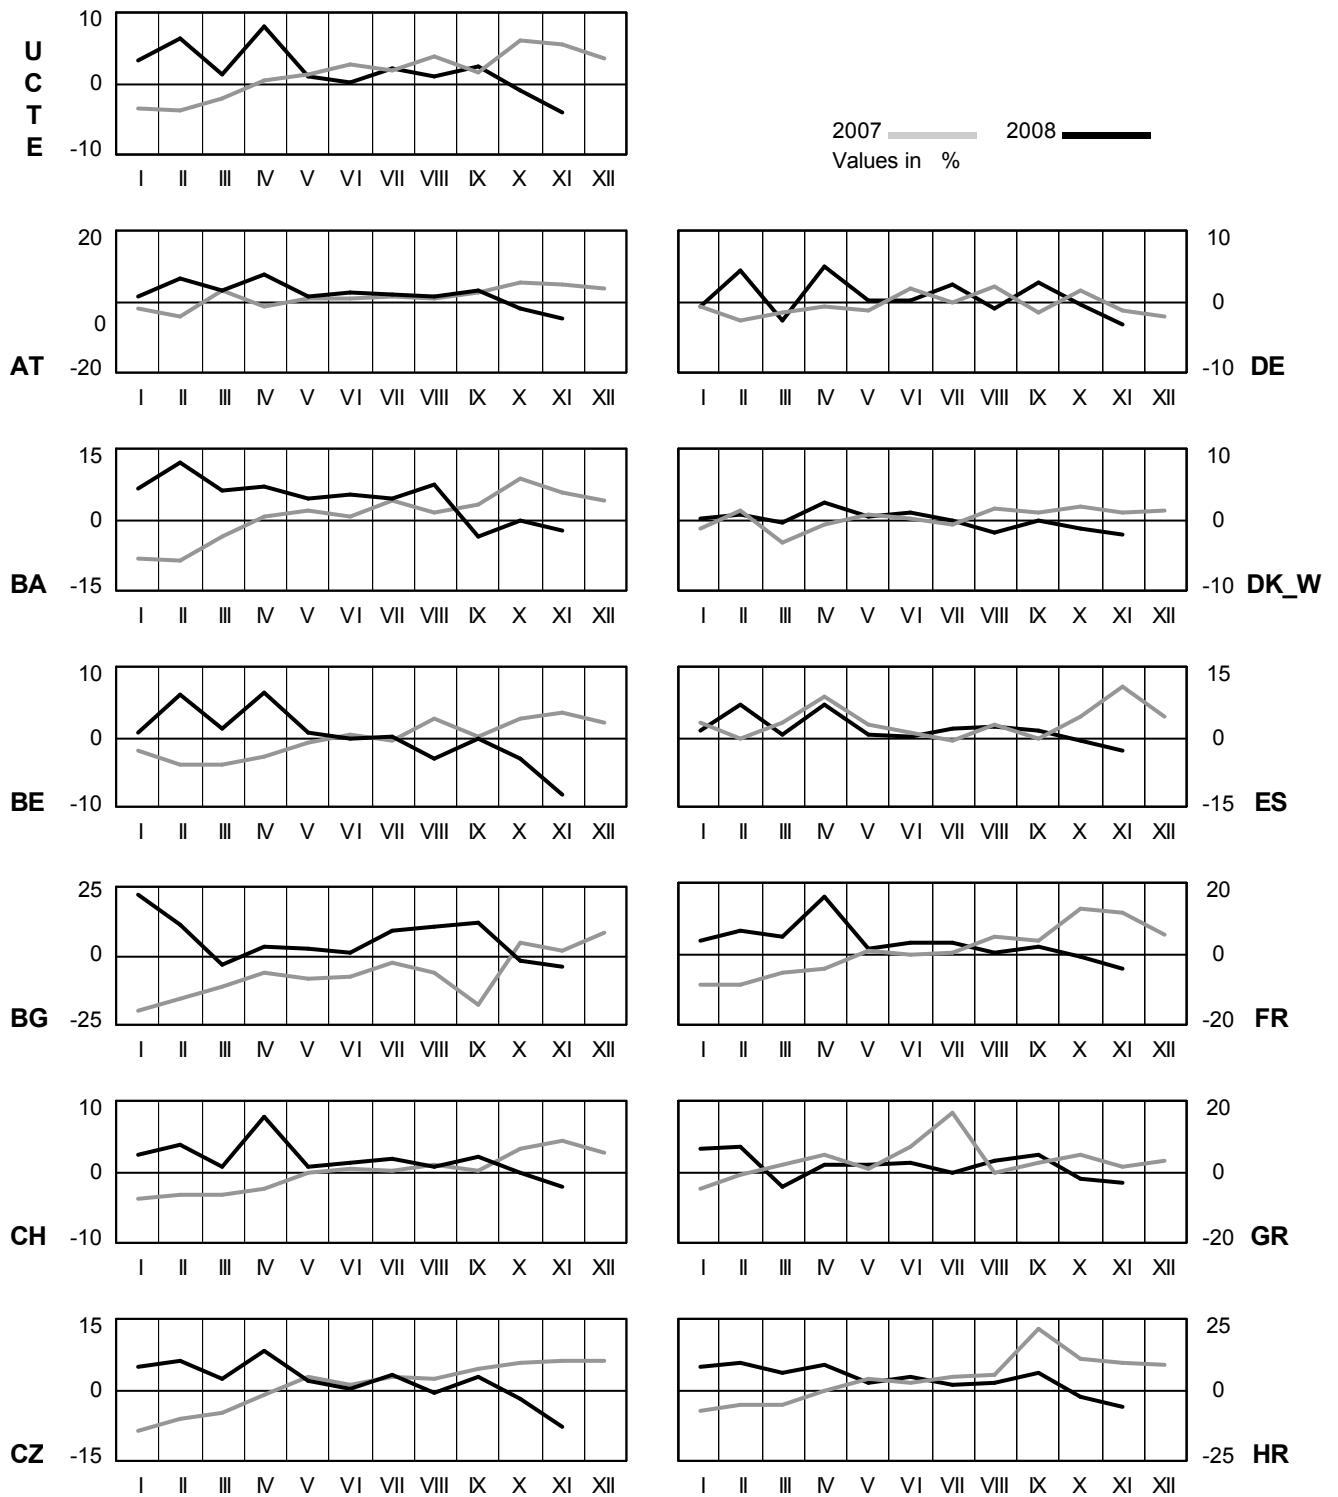 UCTE
10
0
-10
I II III IV V VI VII VIII IX X XI XII
2007 2008
Values in %
AT
20
0
-20
I II III IV V VI VII VIII IX X XI XII
10
0
-10 DE
I II III IV V VI VII VIII IX X XI XII
BA
15
0
-15
I II III IV V VI VII VIII IX X XI XII
10
0
-10 DK_W
I II III IV V VI VII VIII IX X XI XII
BE
10
0
-10
I II III IV V VI VII VIII IX X XI XII
15
0
-15 ES
I II III IV V VI VII VIII IX X XI XII
BG
25
0
-25
I II III IV V VI VII VIII IX X XI XII
20
0
-20 FR
I II III IV V VI VII VIII IX X XI XII
CH
10
0
-10
I II III IV V VI VII VIII IX X XI XII
20
0
-20 GR
I II III IV V VI VII VIII IX X XI XII
CZ
15
0
-15
I II III IV V VI VII VIII IX X XI XII
25
0
-25 HR
I II III IV V VI VII VIII IX X XI XII